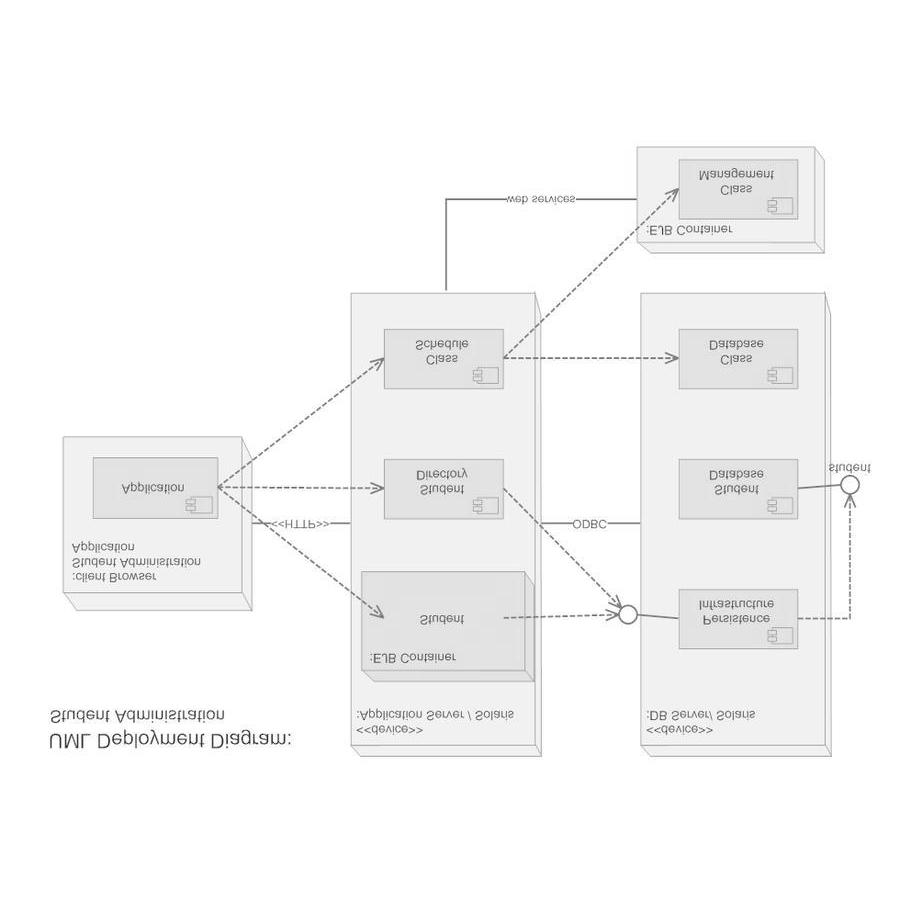 UML Deployment Diagram:
Student Administration
<<device>>
:Application Server / Solaris
<<device>>
:DB Server/ Solaris
:EJB Container
Student
Persistence
Infrastructure
:client Browser
Student Administration
Application
Application
<<HTTP>>
ODBC
Student
Directory
Student
Database
student
Class
Schedule
Class
Database
:EJB Container
Class
Management
web services